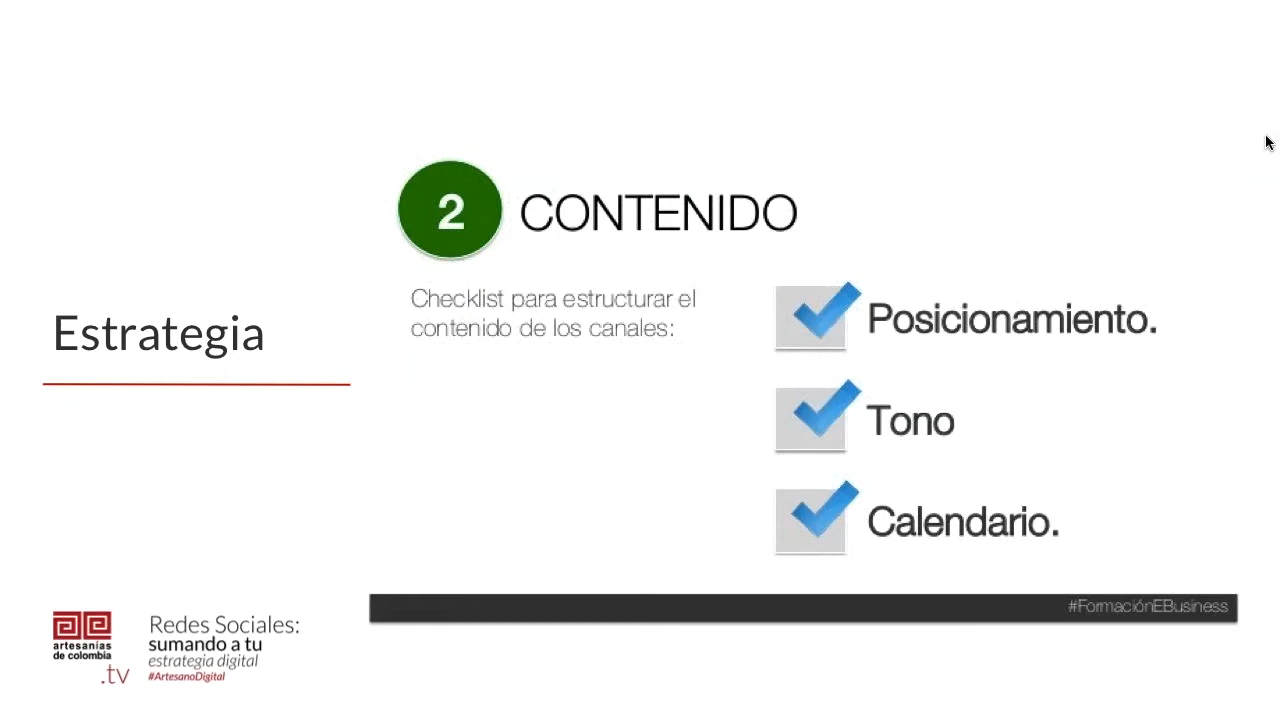 2
CONTENIDO
Checklist para estructurar el
contenido de los canales:
Posicionamiento.
Tono
Calendario.
Estrategia
#FormaciónEBusiness
artesanías
de colombia
.tv
Redes Sociales:
sumando a tu
estrategia digital
#ArtesanoDigital